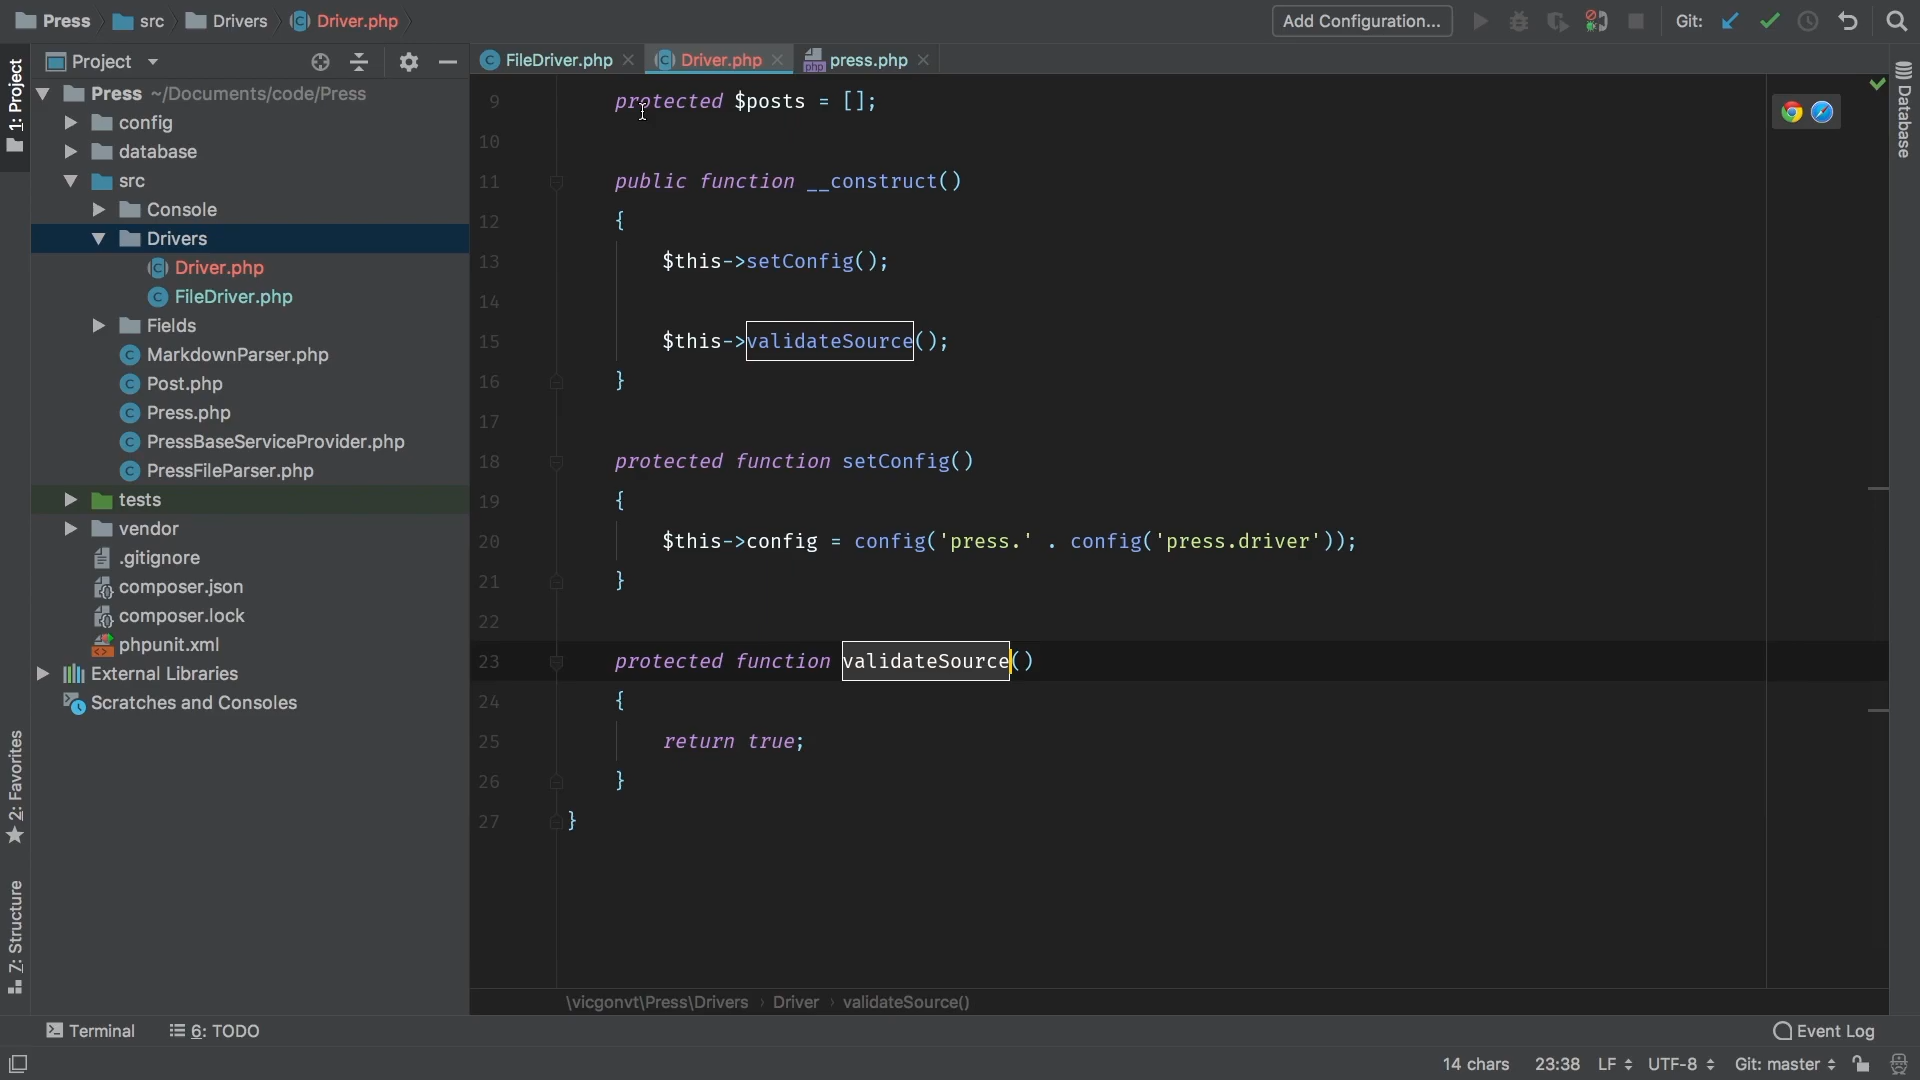 Press src Drivers Driver.php
Add Configuration...
Git:
1: Project
2: Favorites
Z: Structure
Project
Press ~/Documents/code/Press
config
database
src
Console
Drivers
Driver.php
FileDriver.php
Fields
MarkdownParser.php
Post.php
Press.php
PressBaseServiceProvider.php
PressFileParser.php
tests
vendor
.gitignore
composer.json
composer.lock
phpunit.xml
External Libraries
Scratches and Consoles
FileDriver.php Driver.php press.php
9 protected $posts = [];
10
11 public function __construct()
12 {
13 $this->setConfig();
14
15 $this->validateSource();
16 }
17
18 protected function setConfig()
19 {
20 $this->config = config('press.' . config('press.driver'));
21 }
22
23 protected function validateSource()
24 {
25 return true;
26 }
27 }
\vicgonvt\Press\Drivers › Driver › validateSource()
Database
Terminal 6: TODO
Event Log
14 chars 23:38 LF UTF-8 Git: master